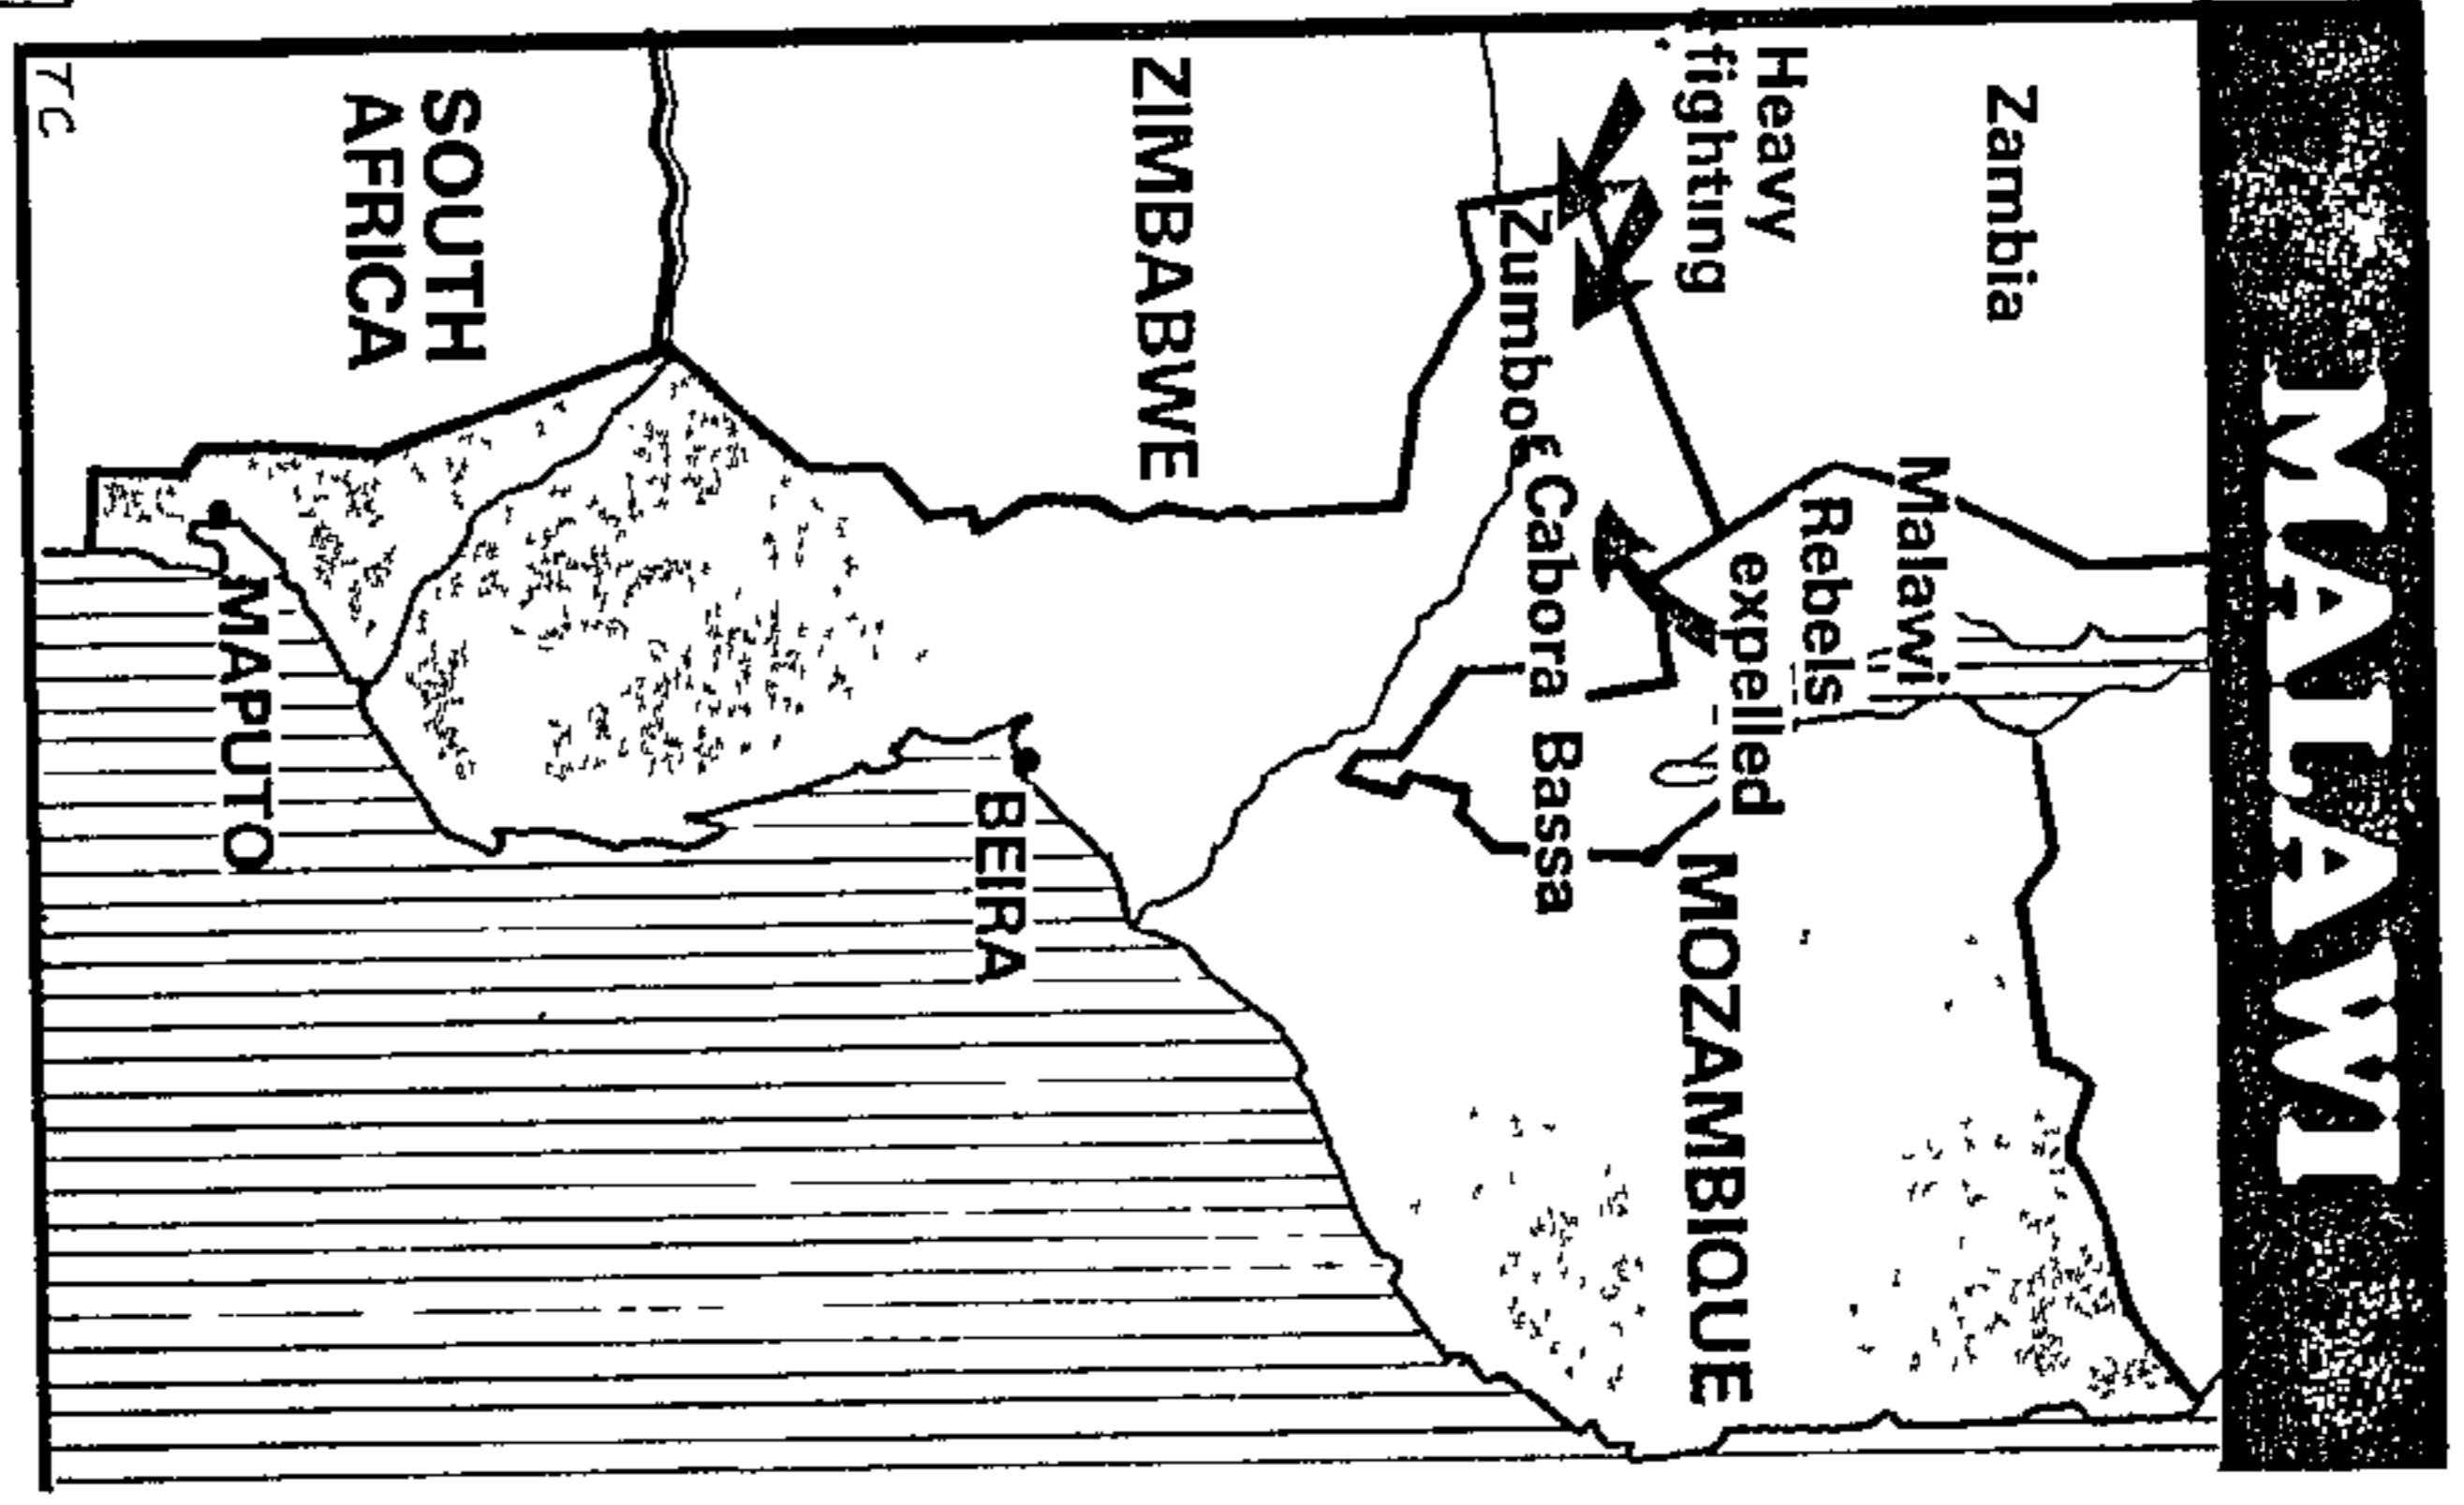 MALAWI
Zambia
Malawi
Heavy
fighting
Rebels
expelled
MOZAMBIQUE
Zumbo
Cabora Bassa
ZIMBABWE
BEIRA
SOUTH
AFRICA
MAPUTO
TC